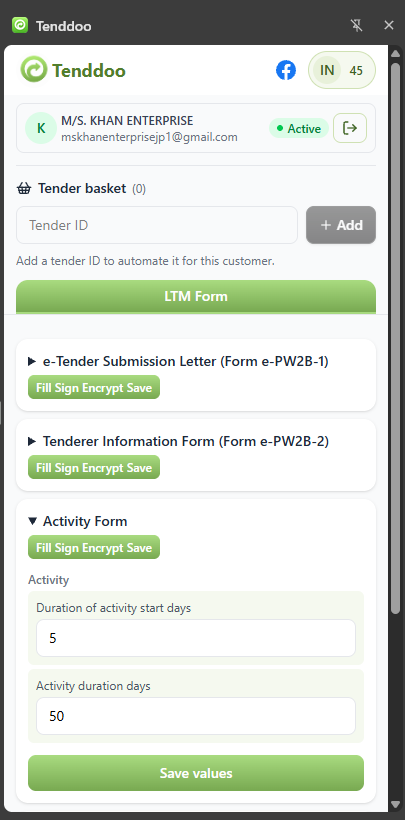 Tenddoo
Tenddoo
IN 45
K
M/S. KHAN ENTERPRISE
mskhanenterprisejp1@gmail.com
Active
Tender basket (0)
Tender ID
+ Add
Add a tender ID to automate it for this customer.
LTM Form
e-Tender Submission Letter (Form e-PW2B-1)
Fill Sign Encrypt Save
Tenderer Information Form (Form e-PW2B-2)
Fill Sign Encrypt Save
Activity Form
Fill Sign Encrypt Save
Activity
Duration of activity start days
5
Activity duration days
50
Save values